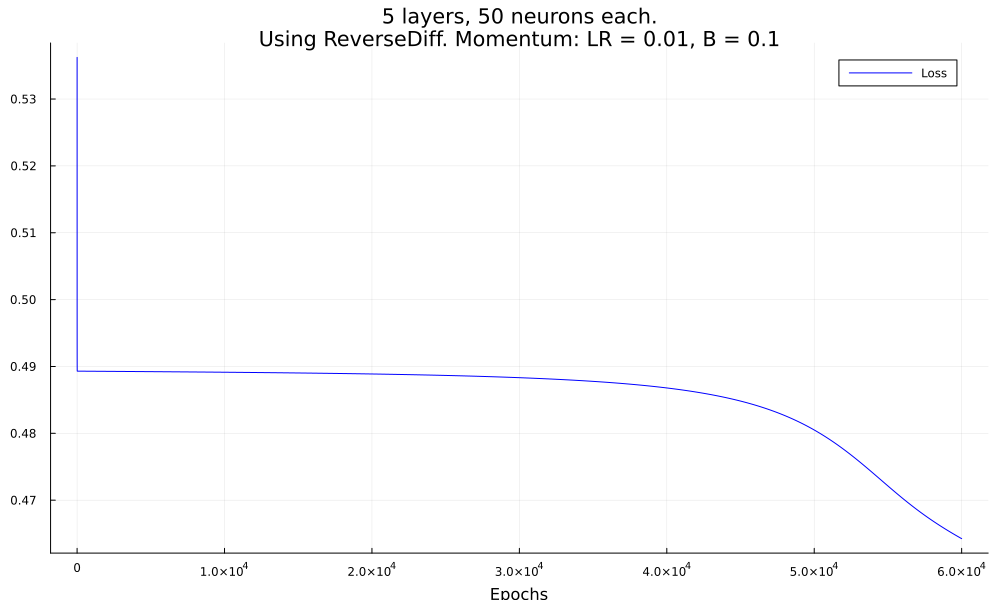 5 layers, 50 neurons each.
Using ReverseDiff. Momentum: LR = 0.01, B = 0.1
Loss
0.53
0.52
0.51
0.50
0.49
0.48
0.47
0 1.0×10⁴ 2.0×10⁴ 3.0×10⁴ 4.0×10⁴ 5.0×10⁴ 6.0×10⁴
Epochs